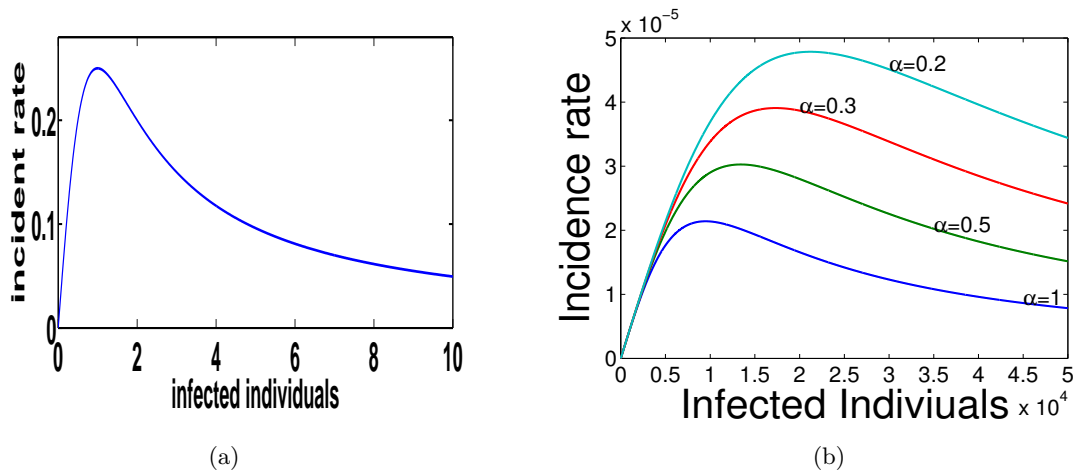 incident rate
0.2
0.1
0
0 2 4 6 8 10
infected individuals
(a)
x 10⁻⁵
Incidence rate
5
4
3
2
1
0
α=0.2
α=0.3
α=0.5
α=1
0 0.5 1 1.5 2 2.5 3 3.5 4 4.5 5
Infected Indiviuals x 10⁴
(b)